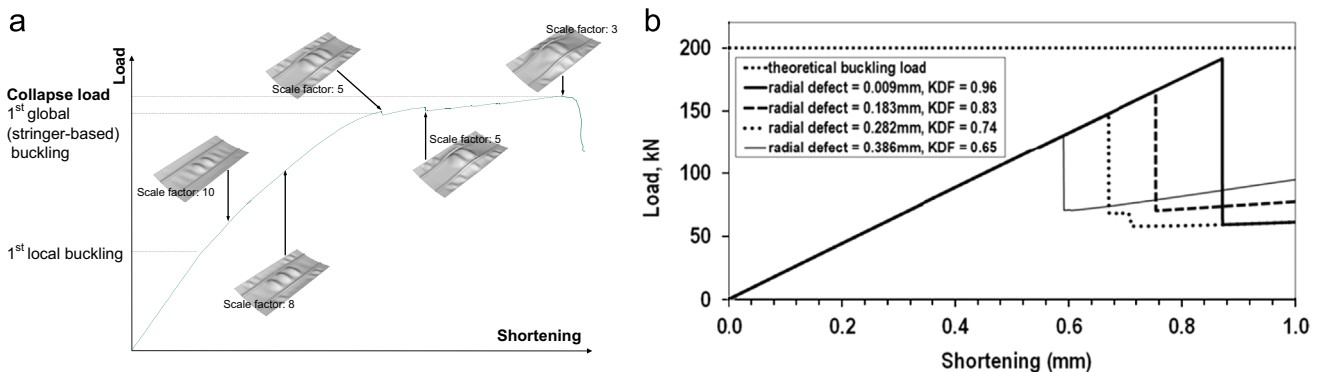 a
Load
Scale factor: 3
Scale factor: 5
Collapse load
1st global
(stringer-based)
buckling
Scale factor: 5
Scale factor: 10
1st local buckling
Scale factor: 8
Shortening
b
Load, kN
200
150
100
50
0
theoretical buckling load
radial defect = 0.009mm, KDF = 0.96
radial defect = 0.183mm, KDF = 0.83
radial defect = 0.282mm, KDF = 0.74
radial defect = 0.386mm, KDF = 0.65
0.0 0.2 0.4 0.6 0.8 1.0
Shortening (mm)